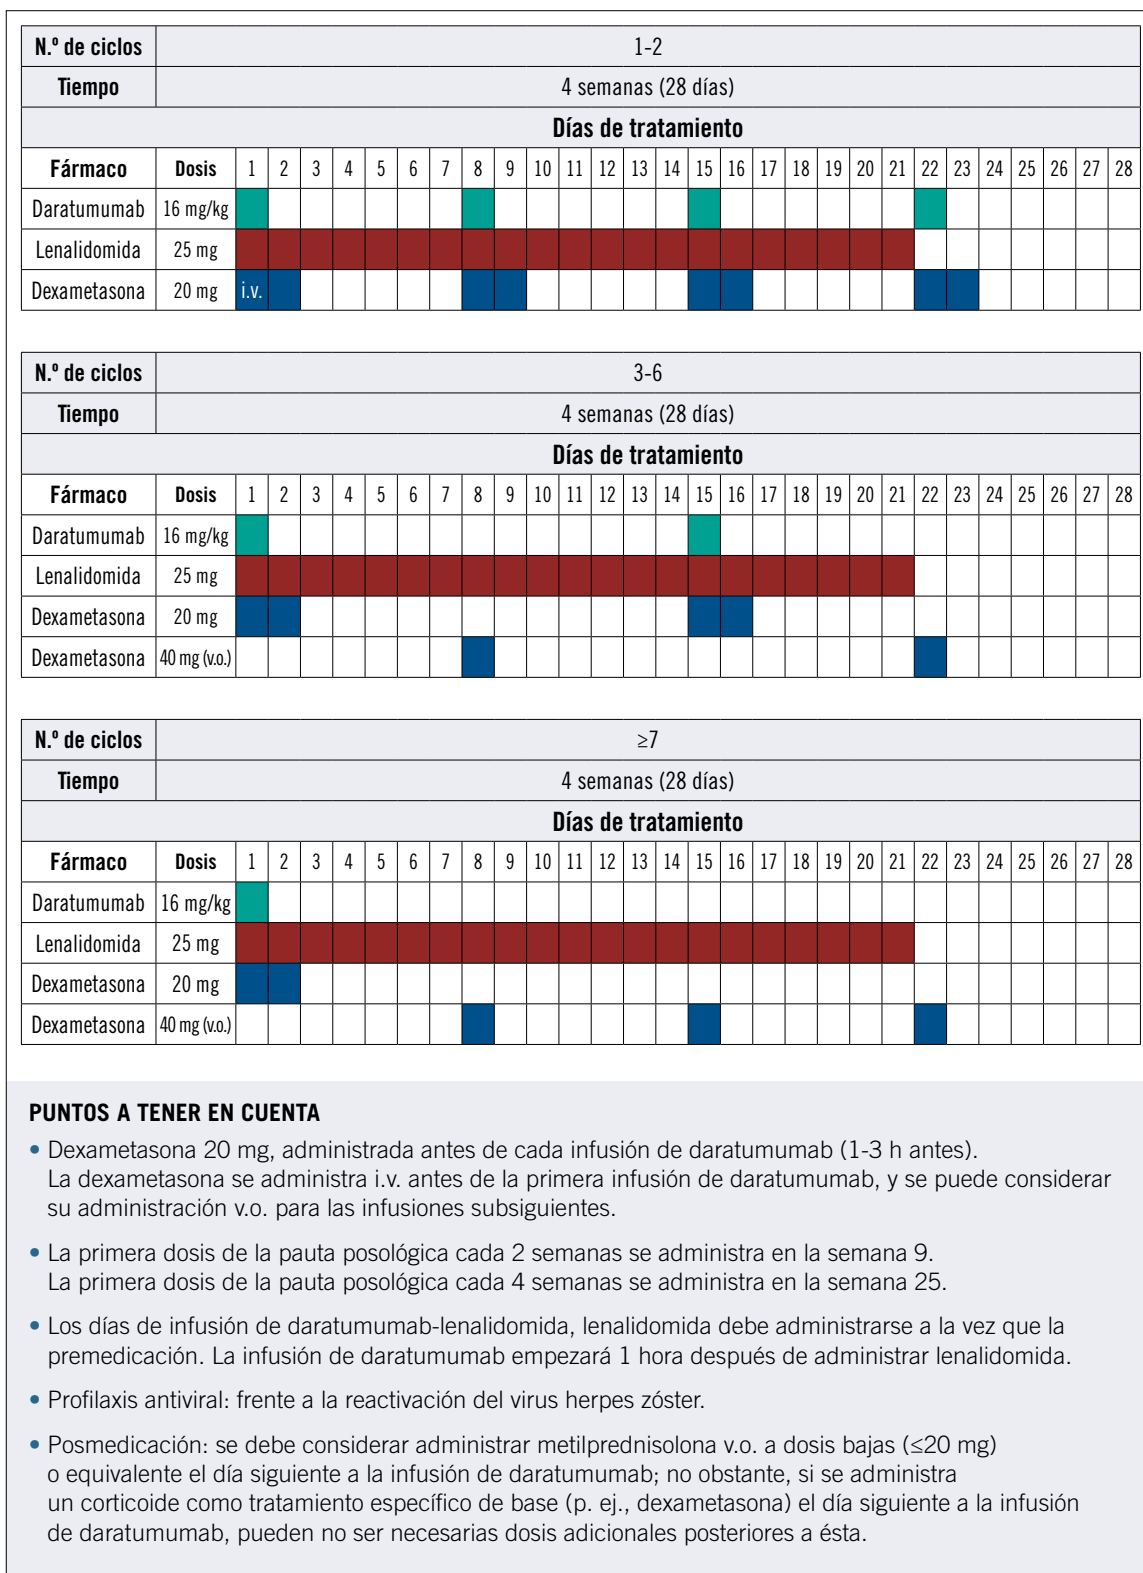 N.º de ciclos 1-2
Tiempo 4 semanas (28 días)
Días de tratamiento
Fármaco Dosis 1 2 3 4 5 6 7 8 9 10 11 12 13 14 15 16 17 18 19 20 21 22 23 24 25 26 27 28
Daratumumab 16 mg/kg
Lenalidomida 25 mg
Dexametasona 20 mg i.v.
N.º de ciclos 3-6
Tiempo 4 semanas (28 días)
Días de tratamiento
Fármaco Dosis 1 2 3 4 5 6 7 8 9 10 11 12 13 14 15 16 17 18 19 20 21 22 23 24 25 26 27 28
Daratumumab 16 mg/kg
Lenalidomida 25 mg
Dexametasona 20 mg
Dexametasona 40 mg (v.o.)
N.º de ciclos ≥7
Tiempo 4 semanas (28 días)
Días de tratamiento
Fármaco Dosis 1 2 3 4 5 6 7 8 9 10 11 12 13 14 15 16 17 18 19 20 21 22 23 24 25 26 27 28
Daratumumab 16 mg/kg
Lenalidomida 25 mg
Dexametasona 20 mg
Dexametasona 40 mg (v.o.)
PUNTOS A TENER EN CUENTA
• Dexametasona 20 mg, administrada antes de cada infusión de daratumumab (1-3 h antes).
La dexametasona se administra i.v. antes de la primera infusión de daratumumab, y se puede considerar
su administración v.o. para las infusiones subsiguientes.
• La primera dosis de la pauta posológica cada 2 semanas se administra en la semana 9.
La primera dosis de la pauta posológica cada 4 semanas se administra en la semana 25.
• Los días de infusión de daratumumab-lenalidomida, lenalidomida debe administrarse a la vez que la
premedicación. La infusión de daratumumab empezará 1 hora después de administrar lenalidomida.
• Profilaxis antiviral: frente a la reactivación del virus herpes zóster.
• Posmedicación: se debe considerar administrar metilprednisolona v.o. a dosis bajas (≤20 mg)
o equivalente el día siguiente a la infusión de daratumumab; no obstante, si se administra
un corticoide como tratamiento específico de base (p. ej., dexametasona) el día siguiente a la infusión
de daratumumab, pueden no ser necesarias dosis adicionales posteriores a ésta.